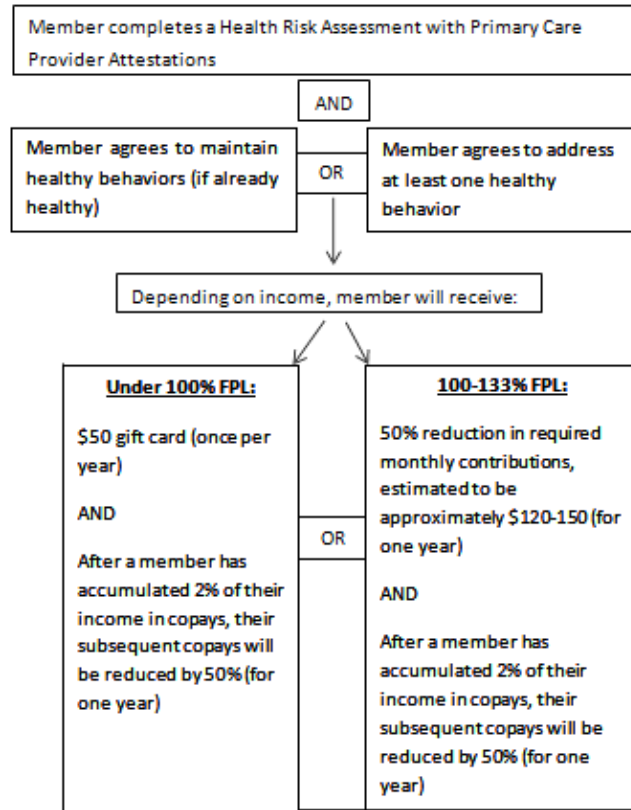 Member completes a Health Risk Assessment with Primary Care
Provider Attestations
AND
Member agrees to maintain
healthy behaviors (if already
healthy)
OR
Member agrees to address
at least one healthy
behavior
Depending on income, member will receive:
Under 100% FPL:
$50 gift card (once per
year)
AND
After a member has
accumulated 2% of their
income in copays, their
subsequent copays will
be reduced by 50% (for
one year)
OR
100-133% FPL:
50% reduction in required
monthly contributions,
estimated to be
approximately $120-150 (for
one year)
AND
After a member has
accumulated 2% of their
income in copays, their
subsequent copays will be
reduced by 50% (for one
year)